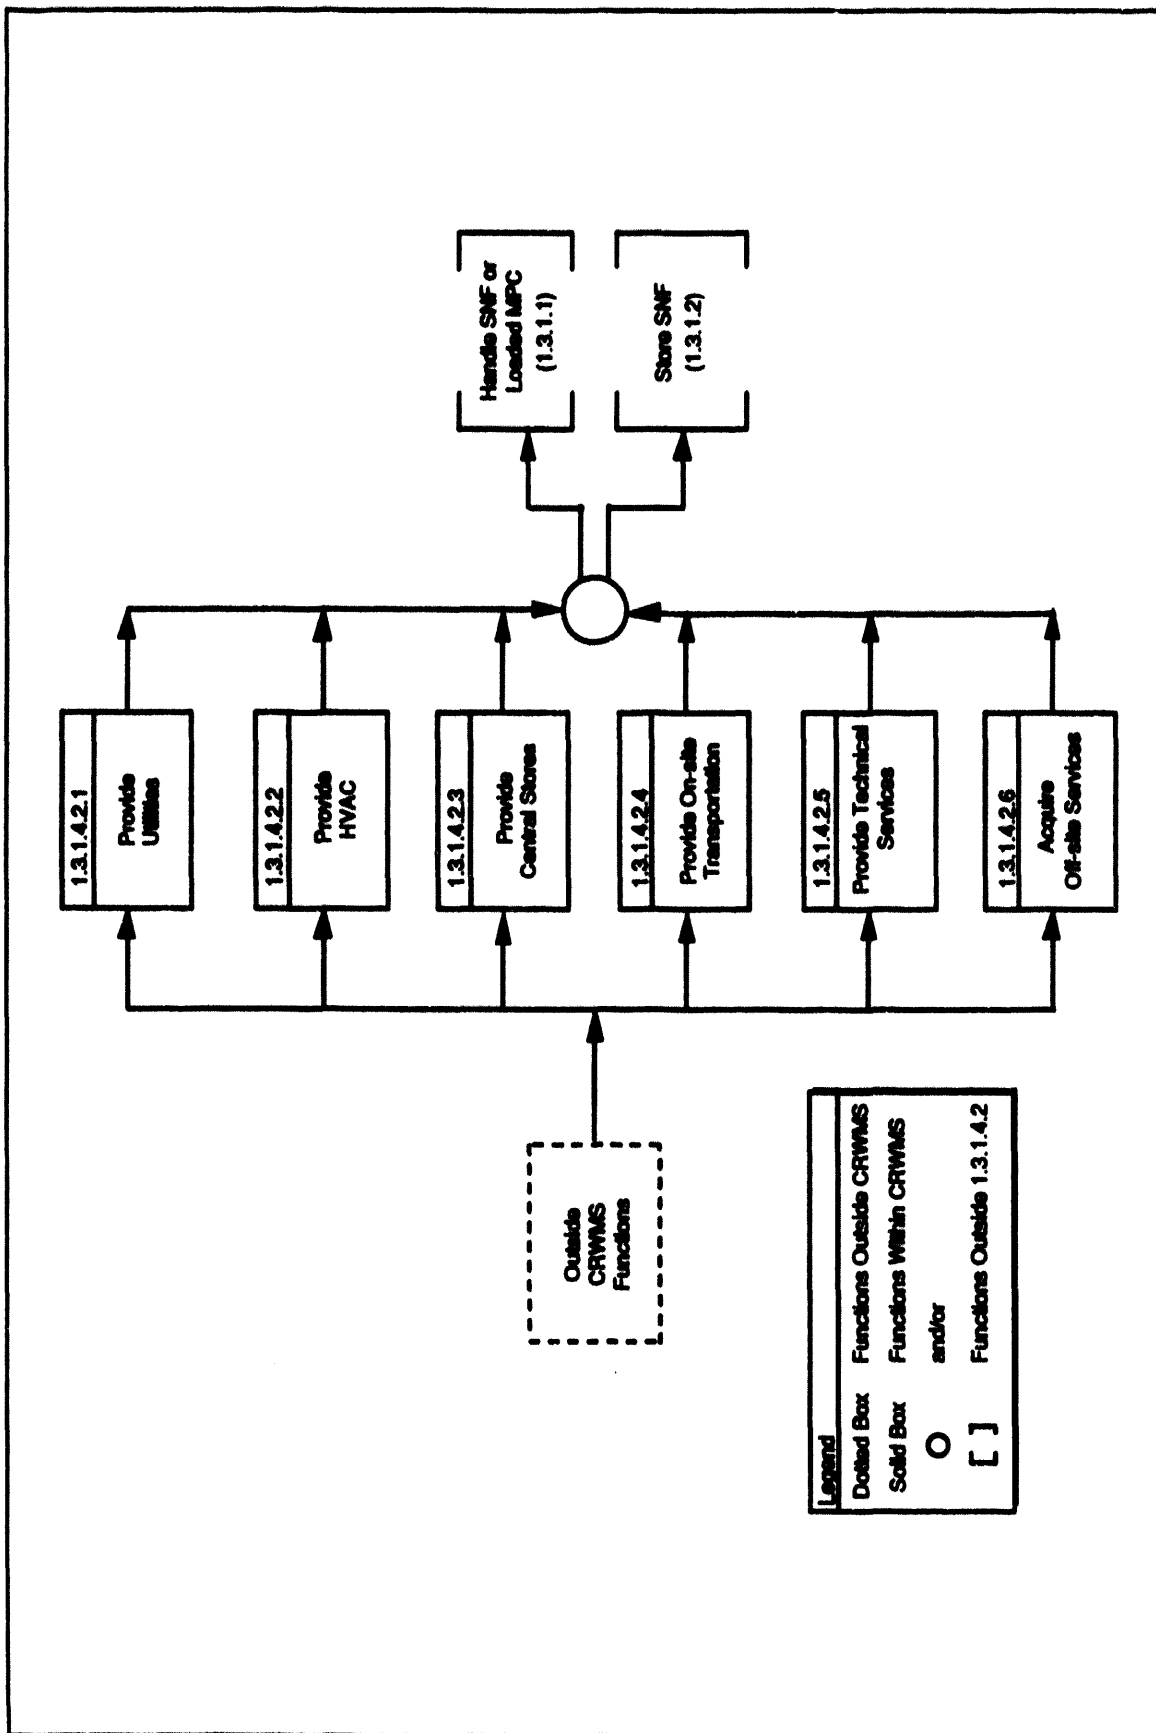 Outside
CRWMS
Functions
1.3.1.4.2.1
Provide
Utilities
1.3.1.4.2.2
Provide
HVAC
1.3.1.4.2.3
Provide
Central Stores
1.3.1.4.2.4
Provide On-site
Transportation
1.3.1.4.2.5
Provide Technical
Services
1.3.1.4.2.6
Acquire
Off-site Services
Handle SNF or
Loaded MPC
(1.3.1.1)
Store SNF
(1.3.1.2)
Legend
Dotted Box Functions Outside CRWMS
Solid Box Functions Within CRWMS
and/or
[ ] Functions Outside 1.3.1.4.2